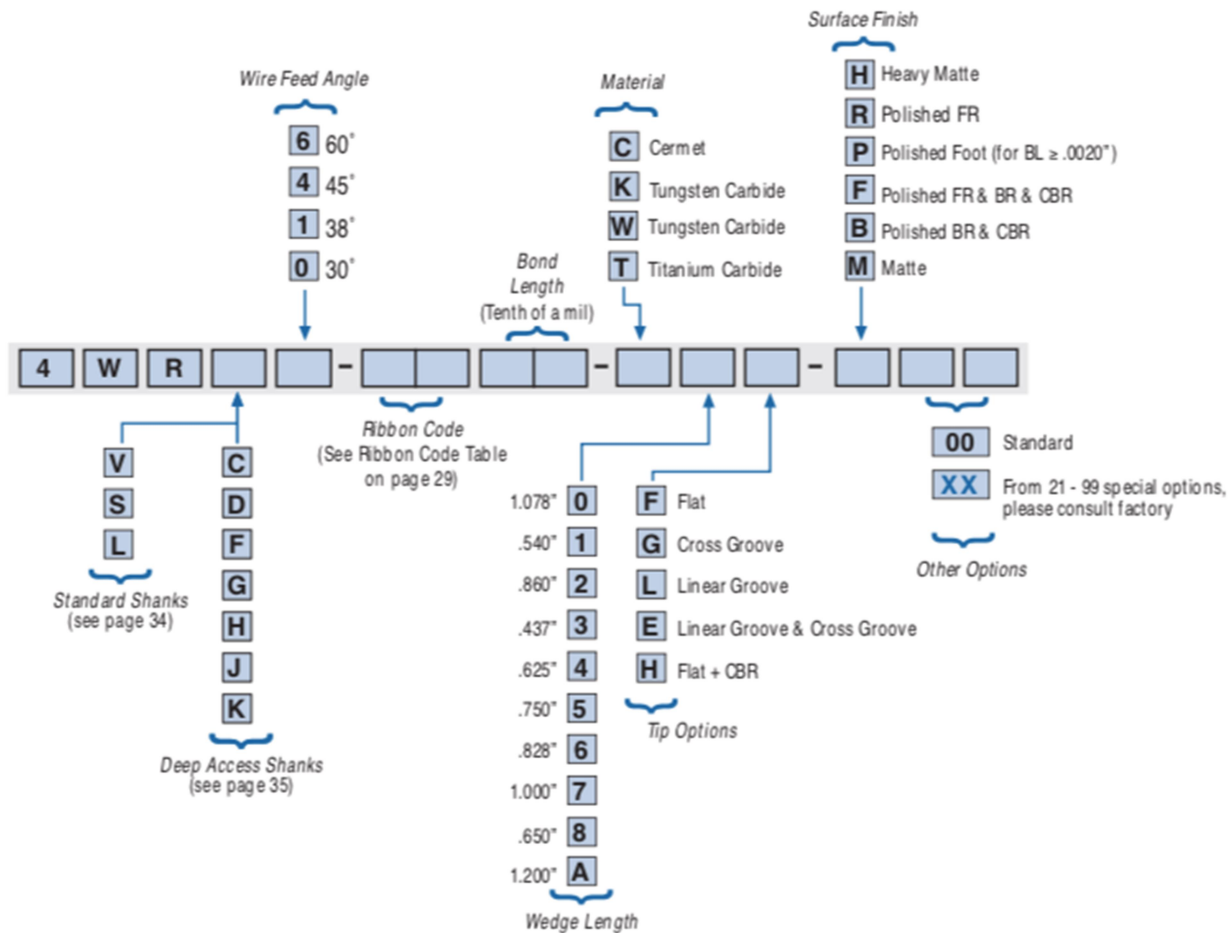 Surface Finish
H Heavy Matte
R Polished FR
P Polished Foot (for BL ≥ .0020")
F Polished FR & BR & CBR
B Polished BR & CBR
M Matte
Wire Feed Angle
6 60°
4 45°
1 38°
0 30°
Material
C Cermet
K Tungsten Carbide
W Tungsten Carbide
T Titanium Carbide
Bond
Length
(Tenth of a mil)
4 W R - - -
V
S
L
Standard Shanks
(see page 34)
C
D
F
G
H
J
K
Deep Access Shanks
(see page 35)
Ribbon Code
(See Ribbon Code Table
on page 29)
1.078" 0
.540" 1
.860" 2
.437" 3
.625" 4
.750" 5
.828" 6
1.000" 7
.650" 8
1.200" A
Wedge Length
F Flat
G Cross Groove
L Linear Groove
E Linear Groove & Cross Groove
H Flat + CBR
Tip Options
00 Standard
XX From 21 - 99 special options,
please consult factory
Other Options